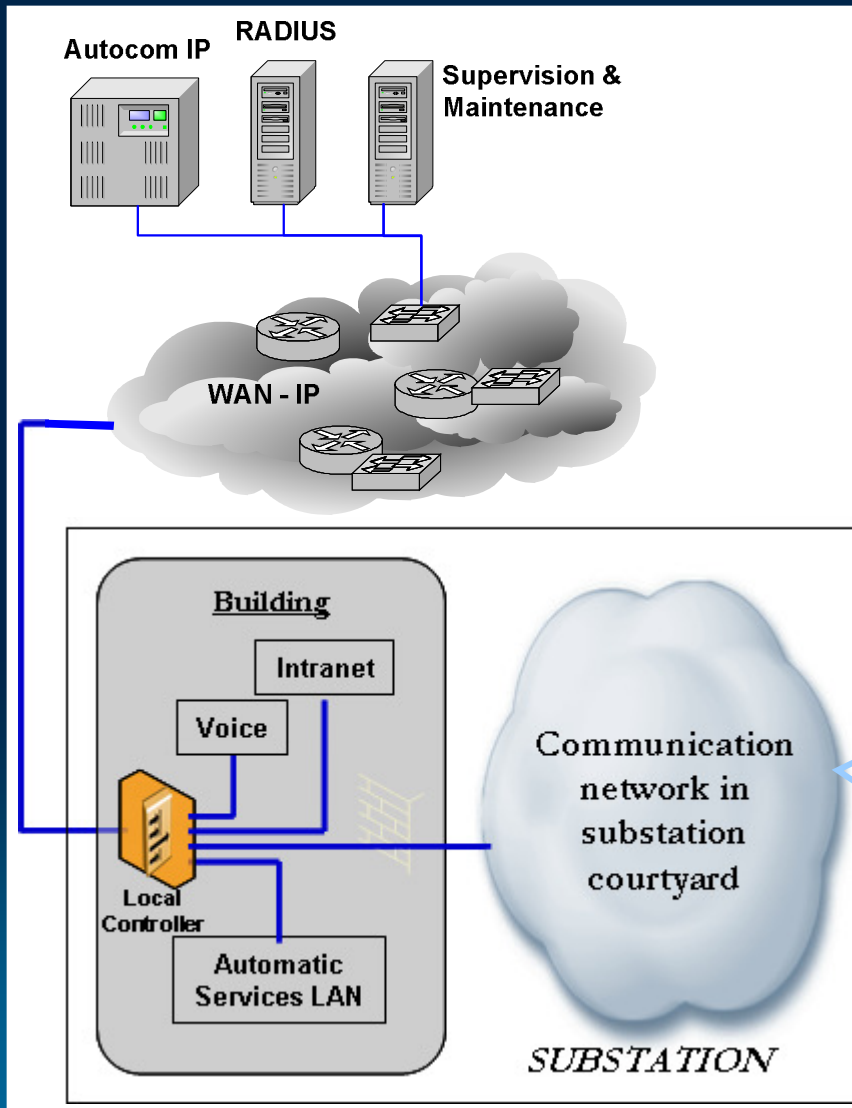 Autocom IP
RADIUS
Supervision &
Maintenance
WAN - IP
Building
Intranet
Voice
Local
Controller
Automatic
Services LAN
Communication
network in
substation
courtyard
SUBSTATION